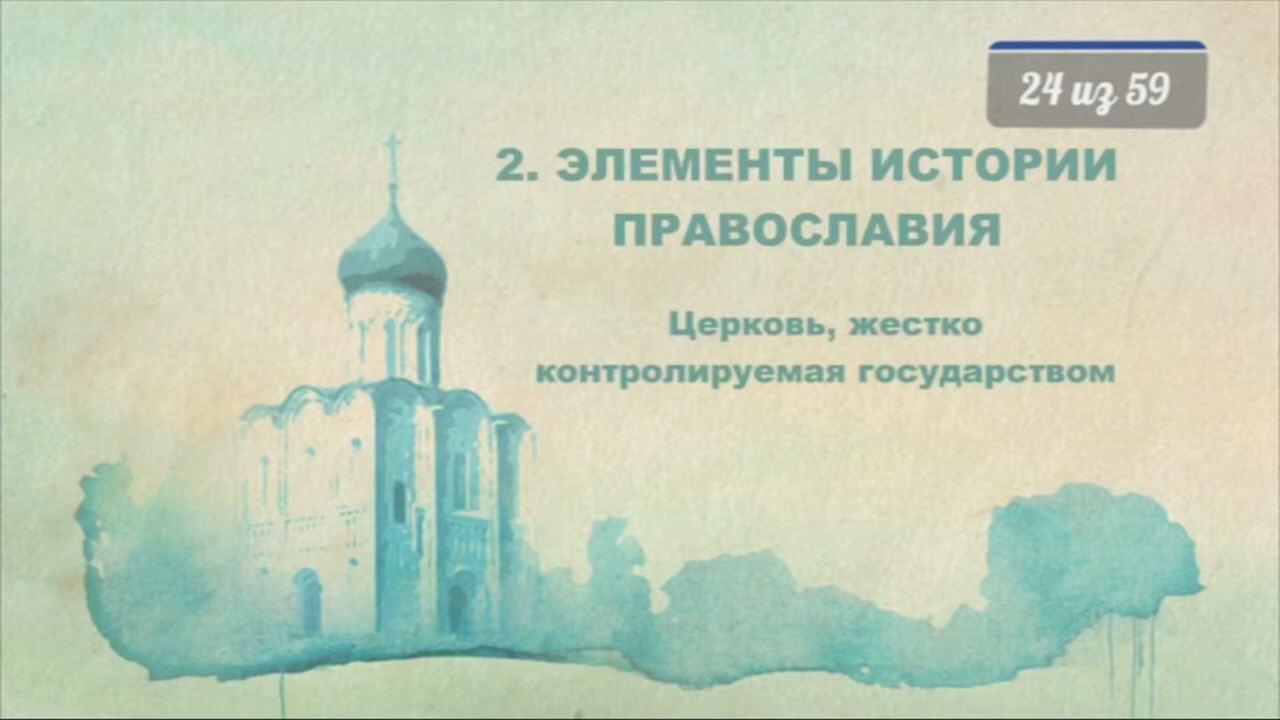 24 из 59
2. ЭЛЕМЕНТЫ ИСТОРИИ
ПРАВОСЛАВИЯ
Церковь, жестко
контролируемая государством